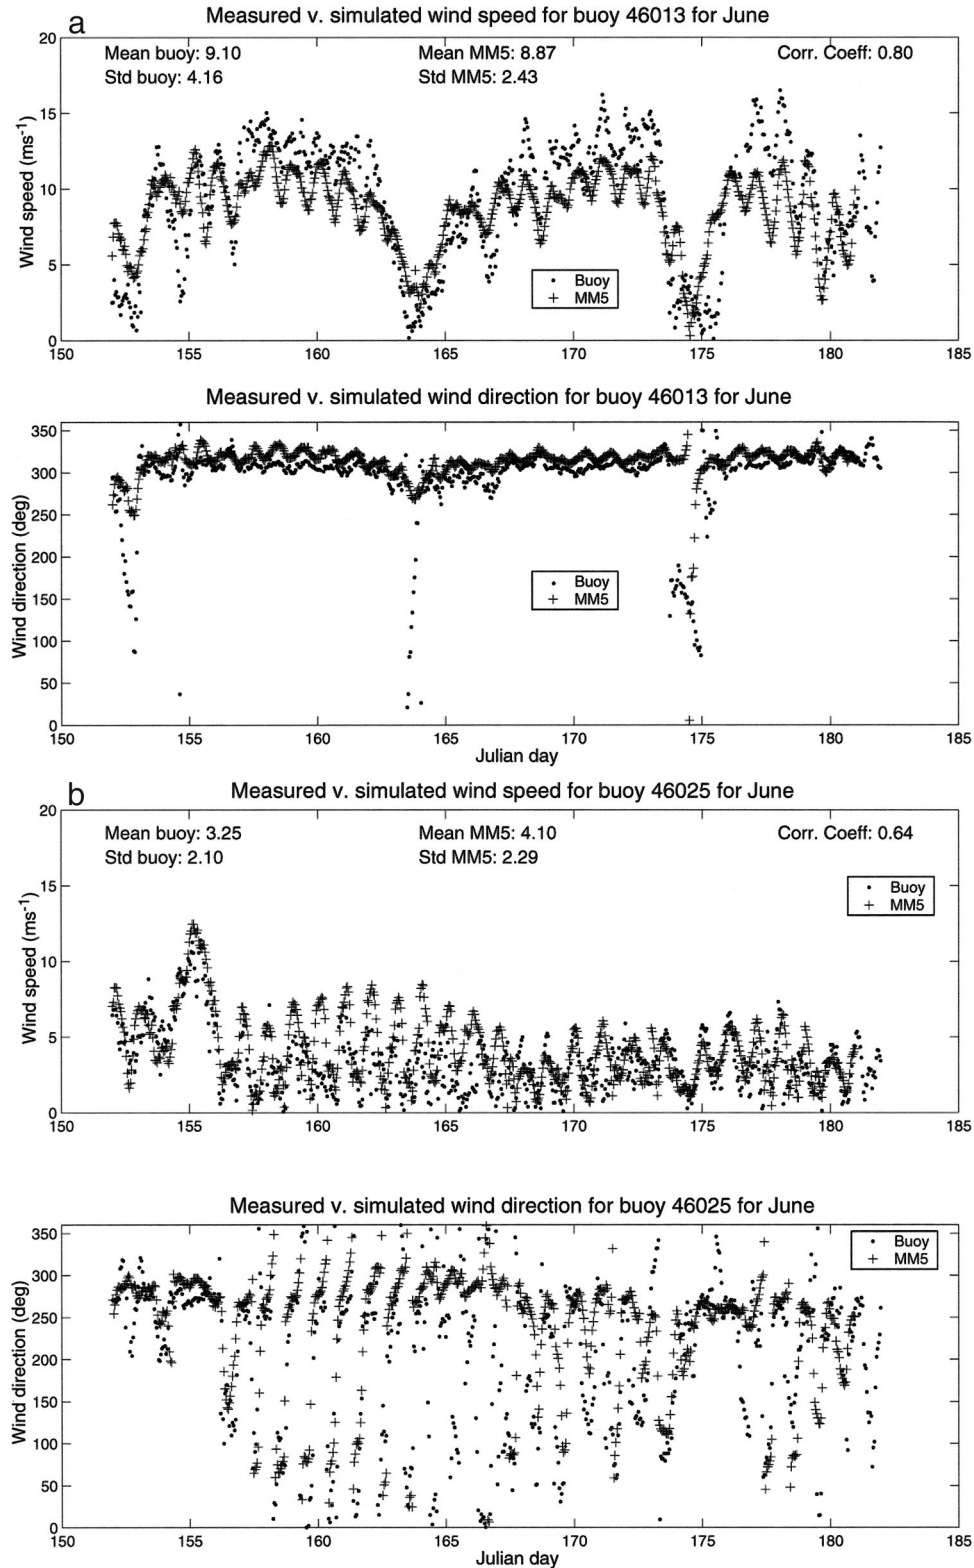 a
Measured v. simulated wind speed for buoy 46013 for June
20
Mean buoy: 9.10 Mean MM5: 8.87 Corr. Coeff: 0.80
Std buoy: 4.16 Std MM5: 2.43
15
Wind speed (ms-1)
10
5
Buoy
MM5
0
150 155 160 165 170 175 180 185
Measured v. simulated wind direction for buoy 46013 for June
350
300
250
Wind direction (deg)
200
150
Buoy
MM5
100
50
0
150 155 160 165 170 175 180 185
Julian day
b
Measured v. simulated wind speed for buoy 46025 for June
20
Mean buoy: 3.25 Mean MM5: 4.10 Corr. Coeff: 0.64
Std buoy: 2.10 Std MM5: 2.29
15
Buoy
MM5
Wind speed (ms-1)
10
5
0
150 155 160 165 170 175 180 185
Measured v. simulated wind direction for buoy 46025 for June
350
Buoy
MM5
300
250
Wind direction (deg)
200
150
100
50
0
150 155 160 165 170 175 180 185
Julian day